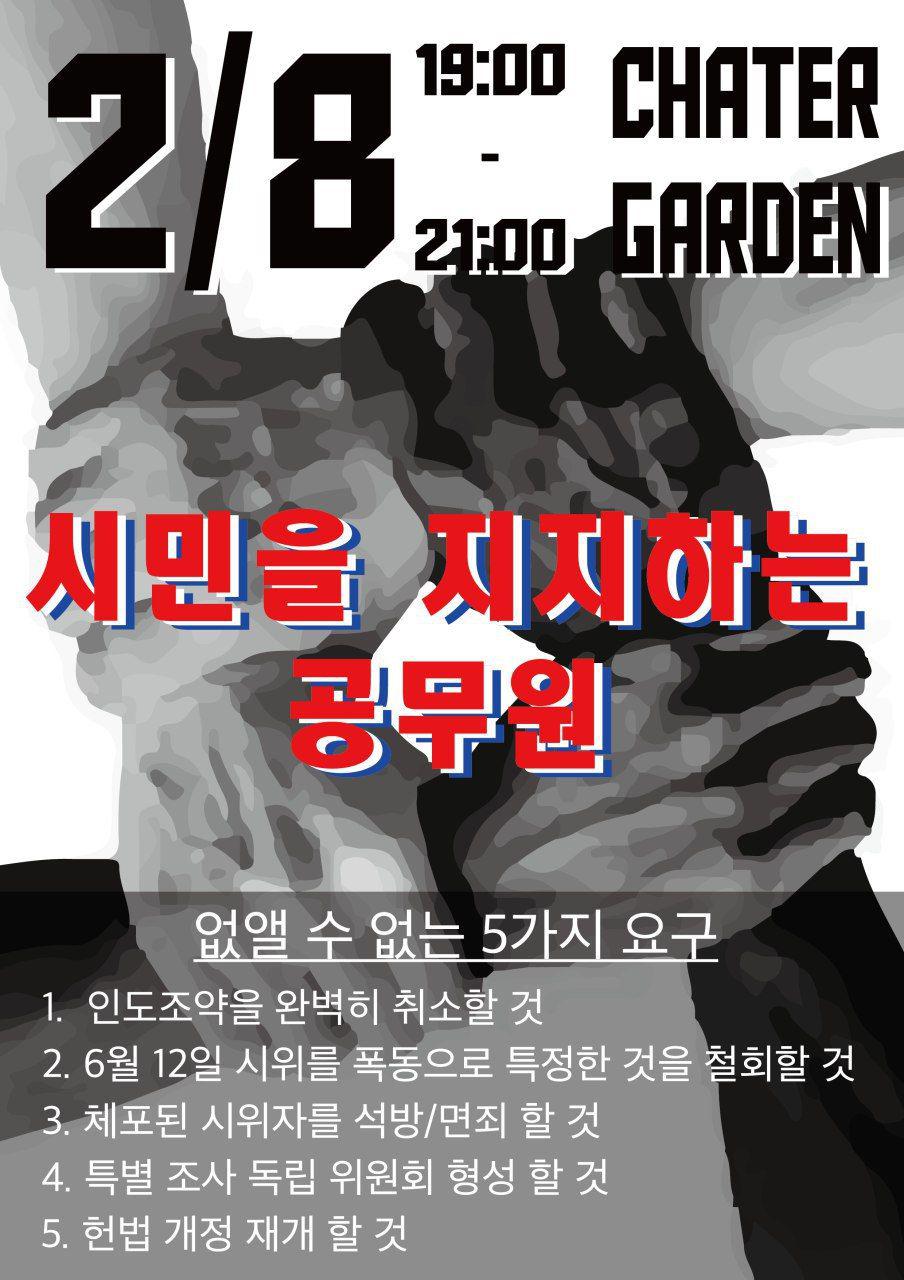 2/8
19:00
-
21:00
CHATER
GARDEN
시민을 지지하는
공무원
없앨 수 없는 5가지 요구
1. 인도조약을 완벽히 취소할 것
2. 6월 12일 시위를 폭동으로 특정한 것을 철회할 것
3. 체포된 시위자를 석방/면죄 할 것
4. 특별 조사 독립 위원회 형성 할 것
5. 헌법 개정 재개 할 것